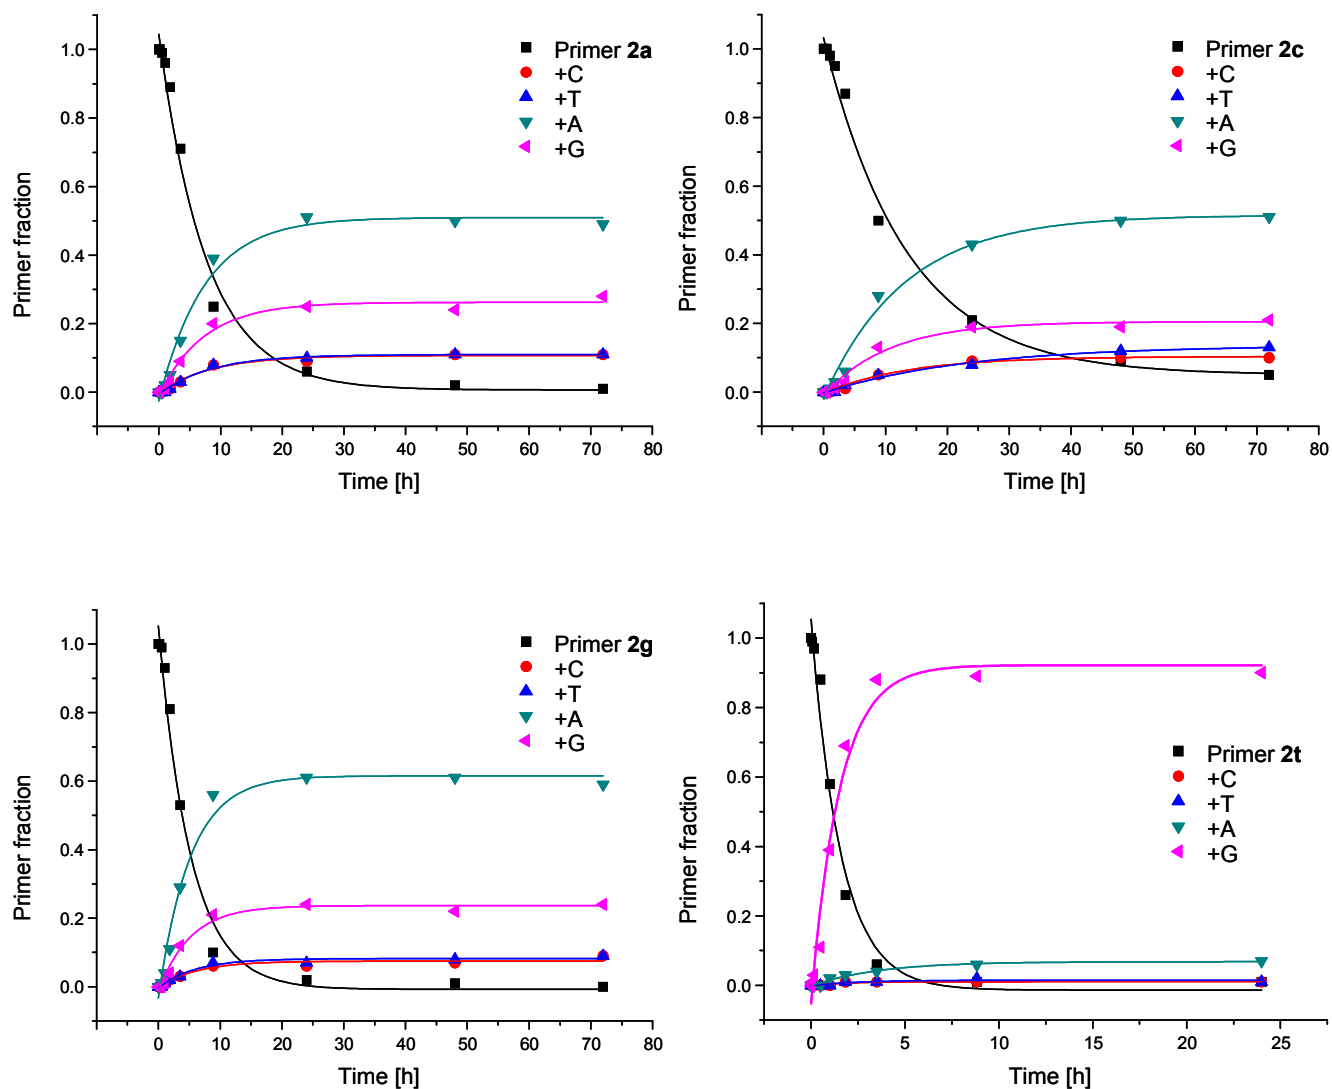 Primer 2a
+C
+T
+A
+G
1.0
0.8
0.6
0.4
0.2
0.0
Primer fraction
0 10 20 30 40 50 60 70 80
Time [h]
Primer 2c
+C
+T
+A
+G
1.0
0.8
0.6
0.4
0.2
0.0
Primer fraction
0 10 20 30 40 50 60 70 80
Time [h]
Primer 2g
+C
+T
+A
+G
1.0
0.8
0.6
0.4
0.2
0.0
Primer fraction
0 10 20 30 40 50 60 70 80
Time [h]
Primer 2t
+C
+T
+A
+G
1.0
0.8
0.6
0.4
0.2
0.0
Primer fraction
0 5 10 15 20 25
Time [h]